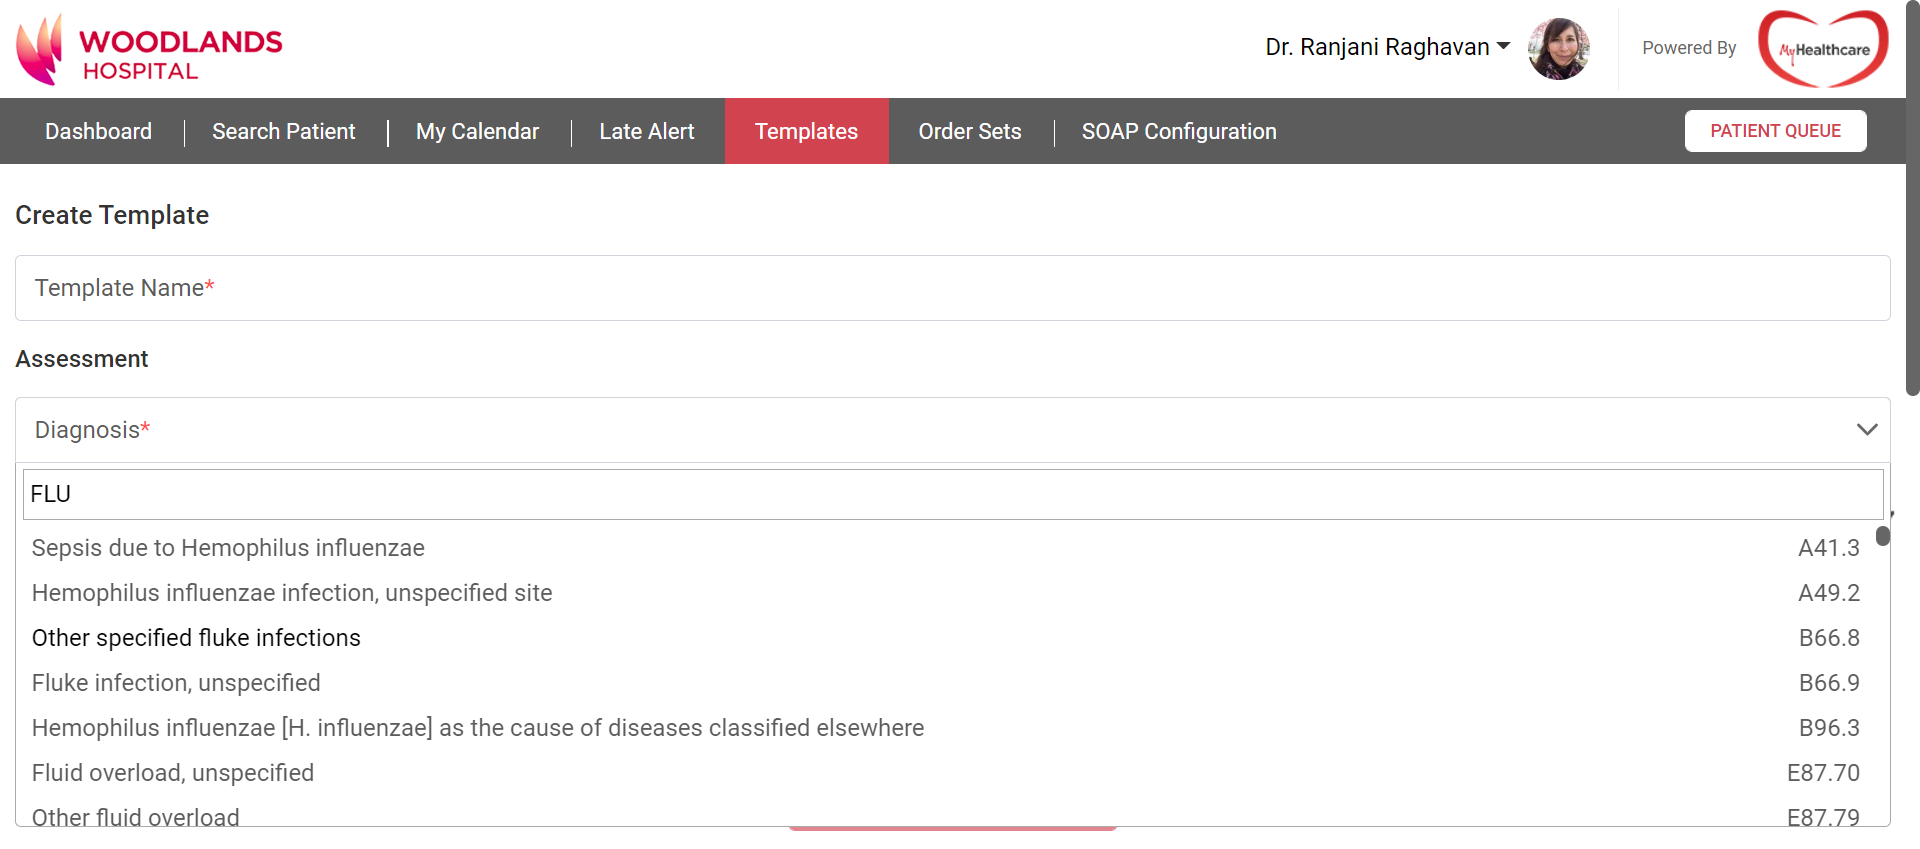 WOODLANDS
HOSPITAL
Dr. Ranjani Raghavan
Powered By
MyHealthcare
Dashboard
Search Patient
My Calendar
Late Alert
Templates
Order Sets
SOAP Configuration
PATIENT QUEUE
Create Template
Template Name*
Assessment
Diagnosis*
FLU
Sepsis due to Hemophilus influenzae A41.3
Hemophilus influenzae infection, unspecified site A49.2
Other specified fluke infections B66.8
Fluke infection, unspecified B66.9
Hemophilus influenzae [H. influenzae] as the cause of diseases classified elsewhere B96.3
Fluid overload, unspecified E87.70
Other fluid overload E87.79